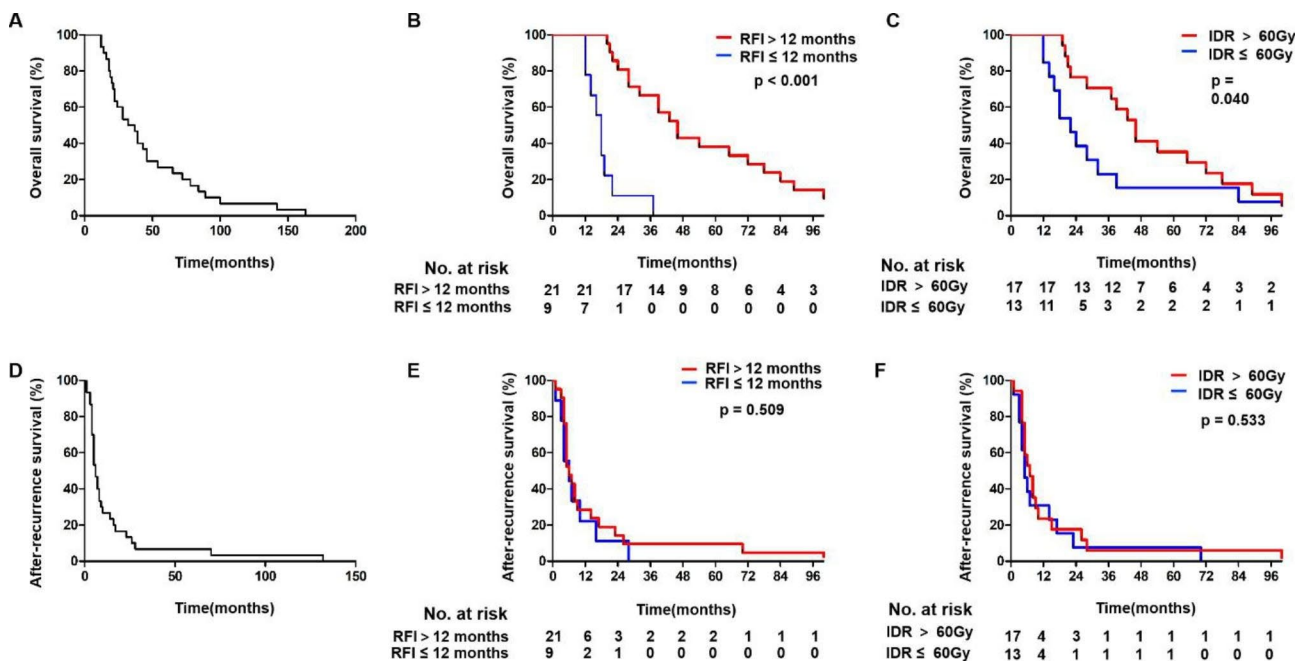 A
Overall survival (%)
100
80
60
40
20
0
0 50 100 150 200
Time(months)
B
Overall survival (%)
100
80
60
40
20
0
RFI > 12 months
RFI ≤ 12 months
p < 0.001
0 12 24 36 48 60 72 84 96
Time(months)
No. at risk
RFI > 12 months 21 21 17 14 9 8 6 4 3
RFI ≤ 12 months 9 7 1 0 0 0 0 0 0
C
Overall survival (%)
100
80
60
40
20
0
IDR > 60Gy
IDR ≤ 60Gy
p =
0.040
0 12 24 36 48 60 72 84 96
Time(months)
No. at risk
IDR > 60Gy 17 17 13 12 7 6 4 3 2
IDR ≤ 60Gy 13 11 5 3 2 2 2 1 1
D
After-recurrence survival (%)
100
80
60
40
20
0
0 50 100 150
Time(months)
E
After-recurrence survival (%)
100
80
60
40
20
0
RFI > 12 months
RFI ≤ 12 months
p = 0.509
0 12 24 36 48 60 72 84 96
Time(months)
No. at risk
RFI > 12 months 21 6 3 2 2 2 1 1 1
RFI ≤ 12 months 9 2 1 0 0 0 0 0 0
F
After-recurrence survival (%)
100
80
60
40
20
0
IDR > 60Gy
IDR ≤ 60Gy
p = 0.533
0 12 24 36 48 60 72 84 96
Time(months)
No. at risk
IDR > 60Gy 17 4 3 1 1 1 1 1 1
IDR ≤ 60Gy 13 4 1 1 1 1 0 0 0